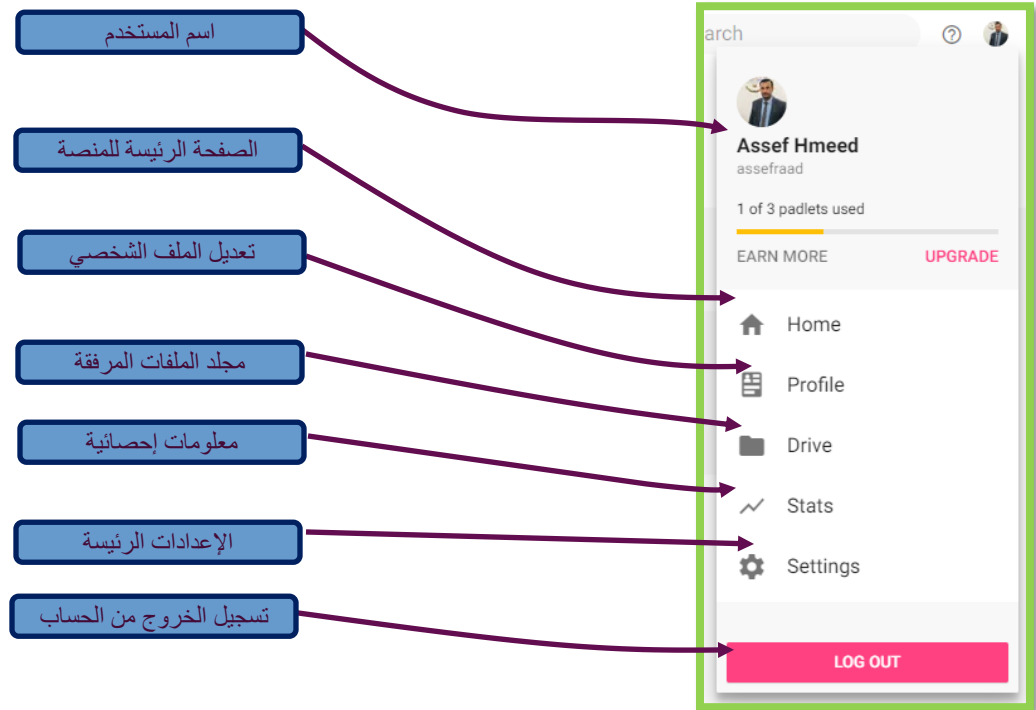 اسم المستخدم
الصفحة الرئيسة للمنصة
تعديل الملف الشخصي
مجلد الملفات المرفقة
معلومات إحصائية
الإعدادات الرئيسة
تسجيل الخروج من الحساب
arch
Assef Hmeed
assefraad
1 of 3 padlets used
EARN MORE UPGRADE
Home
Profile
Drive
Stats
Settings
LOG OUT